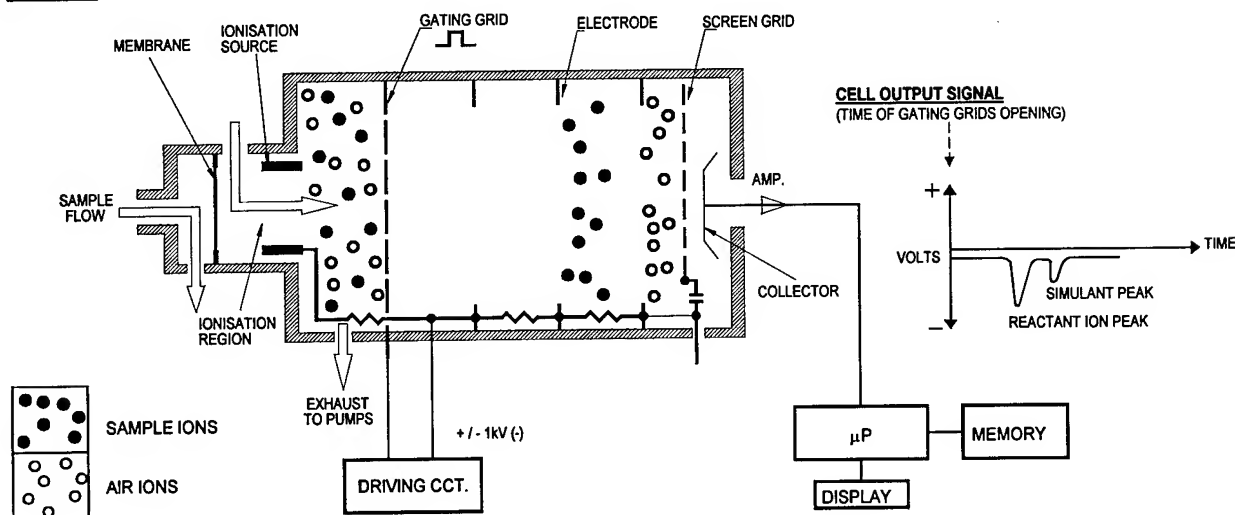 GATING GRID
IONISATION
SOURCE
ELECTRODE
SCREEN GRID
MEMBRANE
CELL OUTPUT SIGNAL
(TIME OF GATING GRIDS OPENING)
SAMPLE
FLOW
AMP.
+
VOLTS
−
TIME
SIMULANT PEAK
REACTANT ION PEAK
COLLECTOR
IONISATION
REGION
EXHAUST
TO PUMPS
+ / - 1kV (-)
SAMPLE IONS
AIR IONS
DRIVING CCT.
µP
MEMORY
DISPLAY